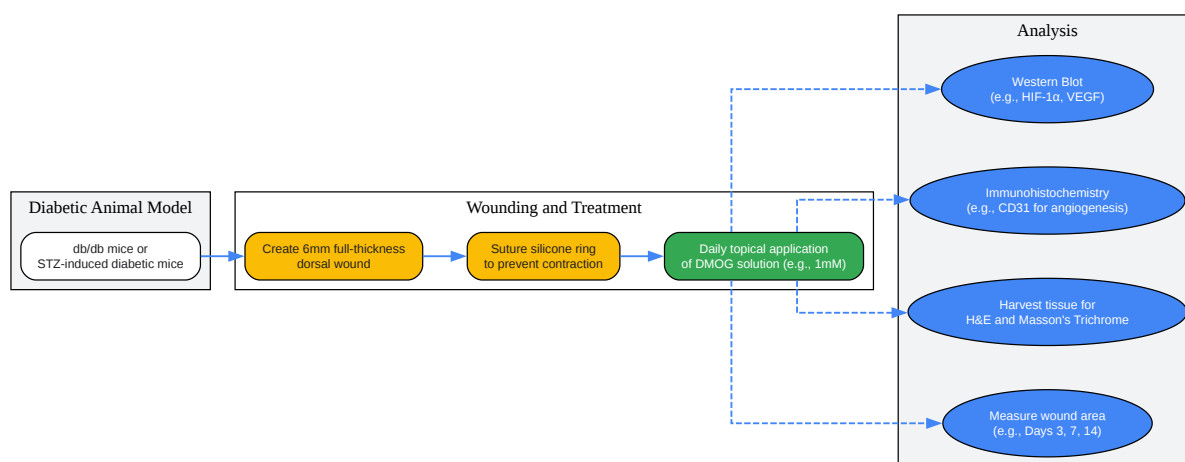 Diabetic Animal Model
db/db mice or
STZ-induced diabetic mice
Wounding and Treatment
Create 6mm full-thickness
dorsal wound
Suture silicone ring
to prevent contraction
Daily topical application
of DMOG solution (e.g., 1mM)
Analysis
Western Blot
(e.g., HIF-1α, VEGF)
Immunohistochemistry
(e.g., CD31 for angiogenesis)
Harvest tissue for
H&E and Masson's Trichrome
Measure wound area
(e.g., Days 3, 7, 14)